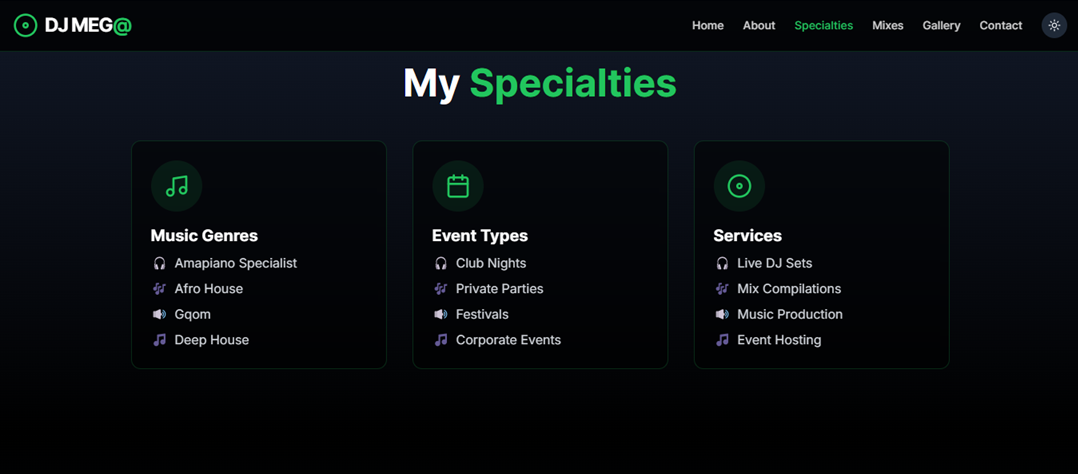 DJ MEG@
Home About Specialties Mixes Gallery Contact
My Specialties
Music Genres
Amapiano Specialist
Afro House
Gqom
Deep House
Event Types
Club Nights
Private Parties
Festivals
Corporate Events
Services
Live DJ Sets
Mix Compilations
Music Production
Event Hosting